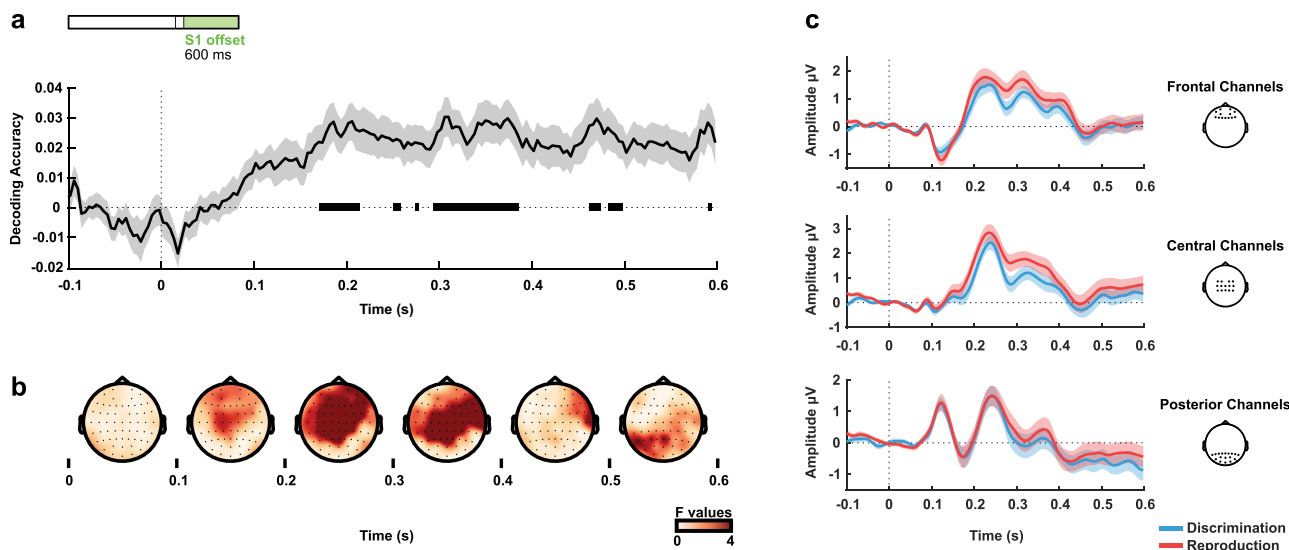 a
S1 offset
600 ms
Decoding Accuracy
0.04
0.03
0.02
0.01
0
-0.01
-0.02
-0.1 0 0.1 0.2 0.3 0.4 0.5 0.6
Time (s)
b
0 0.1 0.2 0.3 0.4 0.5 0.6
Time (s)
F values
0 4
c
Amplitude µV
2
1
0
-1
-0.1 0 0.1 0.2 0.3 0.4 0.5 0.6
Frontal Channels
Amplitude µV
3
2
1
0
-1
-0.1 0 0.1 0.2 0.3 0.4 0.5 0.6
Central Channels
Amplitude µV
2
1
0
-1
-0.1 0 0.1 0.2 0.3 0.4 0.5 0.6
Time (s)
Posterior Channels
Discrimination
Reproduction